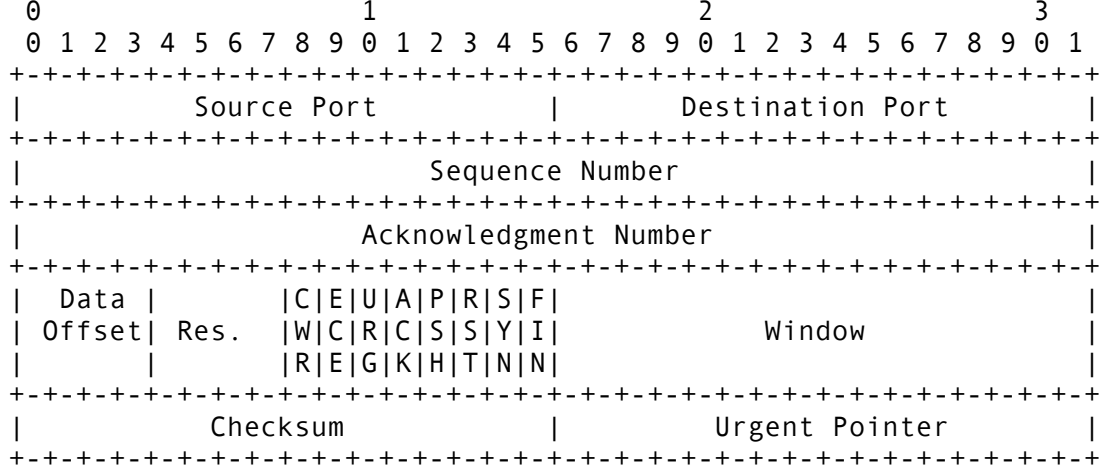 0                   1                   2                   3
 0 1 2 3 4 5 6 7 8 9 0 1 2 3 4 5 6 7 8 9 0 1 2 3 4 5 6 7 8 9 0 1
+-+-+-+-+-+-+-+-+-+-+-+-+-+-+-+-+-+-+-+-+-+-+-+-+-+-+-+-+-+-+-+-+
|          Source Port          |       Destination Port        |
+-+-+-+-+-+-+-+-+-+-+-+-+-+-+-+-+-+-+-+-+-+-+-+-+-+-+-+-+-+-+-+-+
|                        Sequence Number                        |
+-+-+-+-+-+-+-+-+-+-+-+-+-+-+-+-+-+-+-+-+-+-+-+-+-+-+-+-+-+-+-+-+
|                    Acknowledgment Number                      |
+-+-+-+-+-+-+-+-+-+-+-+-+-+-+-+-+-+-+-+-+-+-+-+-+-+-+-+-+-+-+-+-+
|  Data |       |C|E|U|A|P|R|S|F|                               |
| Offset| Res.  |W|C|R|C|S|S|Y|I|            Window             |
|       |       |R|E|G|K|H|T|N|N|                               |
+-+-+-+-+-+-+-+-+-+-+-+-+-+-+-+-+-+-+-+-+-+-+-+-+-+-+-+-+-+-+-+-+
|           Checksum            |         Urgent Pointer        |
+-+-+-+-+-+-+-+-+-+-+-+-+-+-+-+-+-+-+-+-+-+-+-+-+-+-+-+-+-+-+-+-+